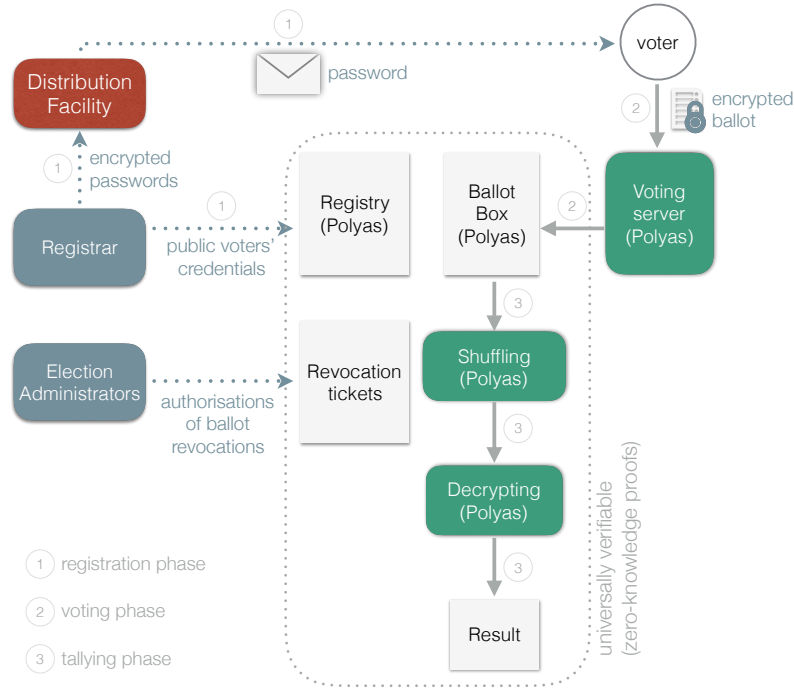 1
voter
password
Distribution
Facility
2
encrypted
ballot
1
encrypted
passwords
Registrar
1
public voters'
credentials
Registry
(Polyas)
Ballot
Box
(Polyas)
2
Voting
server
(Polyas)
3
Election
Administrators
authorisations
of ballot
revocations
Revocation
tickets
Shuffling
(Polyas)
3
Decrypting
(Polyas)
3
Result
universally verifiable
(zero-knowledge proofs)
1 registration phase
2 voting phase
3 tallying phase